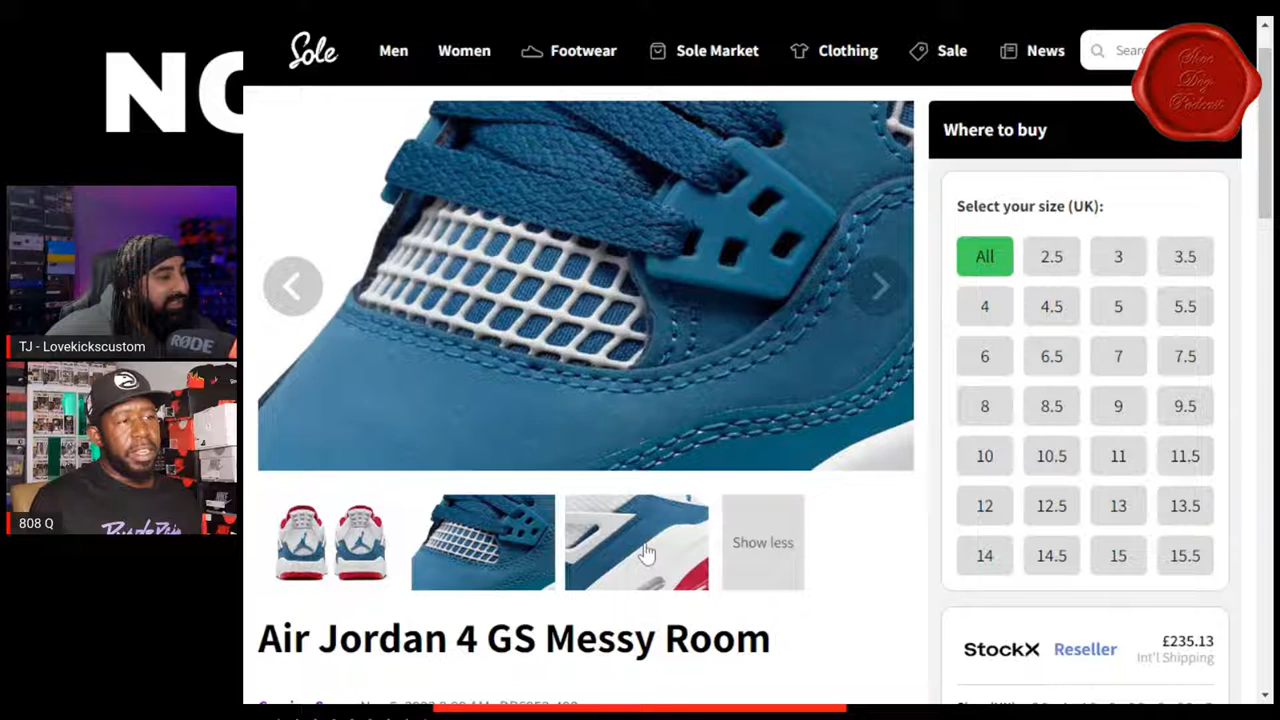 NO
Sole
Men
Women
Footwear
Sole Market
Clothing
Sale
News
Shoe
Dog
Podcast
Where to buy
Select your size (UK):
All 2.5 3 3.5
4 4.5 5 5.5
6 6.5 7 7.5
8 8.5 9 9.5
10 10.5 11 11.5
12 12.5 13 13.5
14 14.5 15 15.5
RØDE
TJ - Lovekickscustom
808 Q
Show less
Air Jordan 4 GS Messy Room
StockX Reseller £235.13
Int'l Shipping